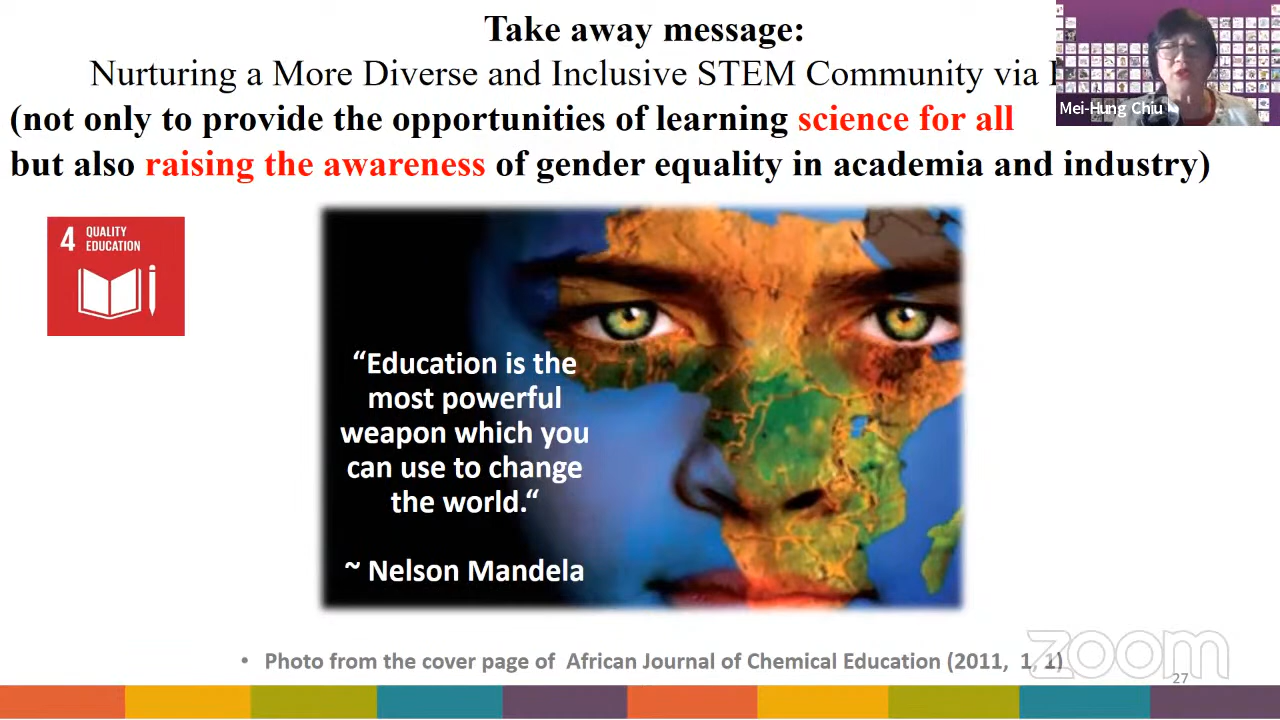 Take away message:
Nurturing a More Diverse and Inclusive STEM Community via
(not only to provide the opportunities of learning science for all
but also raising the awareness of gender equality in academia and industry)
Mei-Hung Chiu
4 QUALITY
EDUCATION
“Education is the
most powerful
weapon which you
can use to change
the world.“
~ Nelson Mandela
• Photo from the cover page of African Journal of Chemical Education (2011, 1, 1)
zoom
27